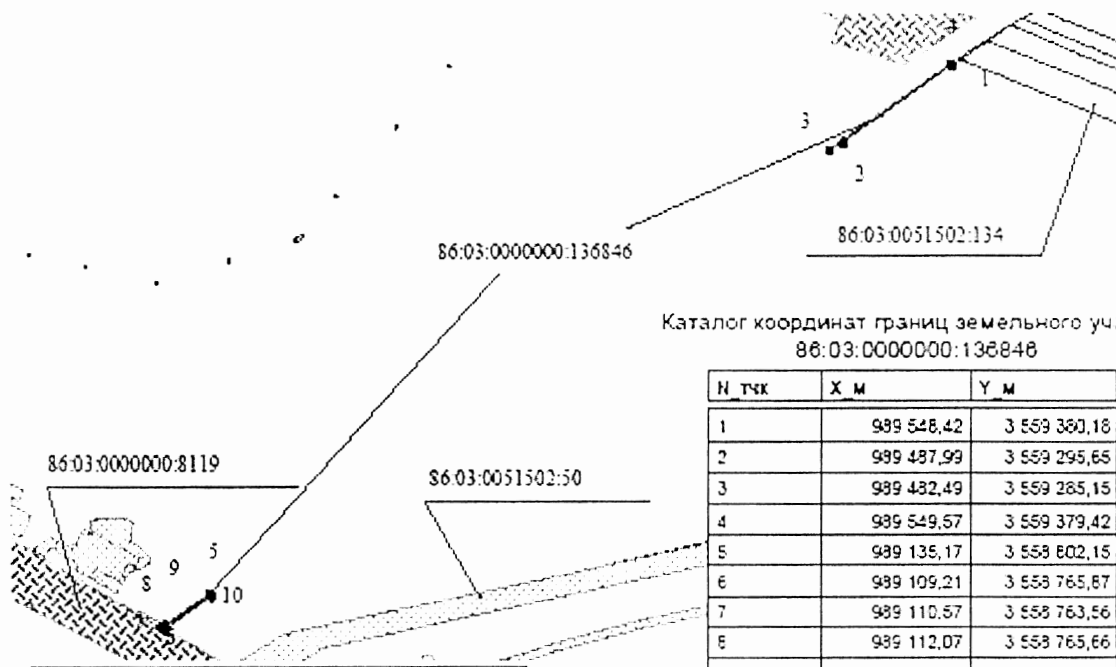 4
1
3
2
86:03:0000000:136846
86:03:0051502:134
Каталог координат границ земельного уч
86:03:0000000:136846
N_тчк X_м Y_м
1 989 548,42 3 559 380,18
2 989 487,99 3 559 295,65
3 989 482,49 3 559 285,15
4 989 549,57 3 559 379,42
5 989 135,17 3 558 802,15
6 989 109,21 3 558 765,87
7 989 110,57 3 558 763,56
8 989 112,07 3 558 765,66
86:03:0000000:8119
86:03:0051502:50
5
9
8
10